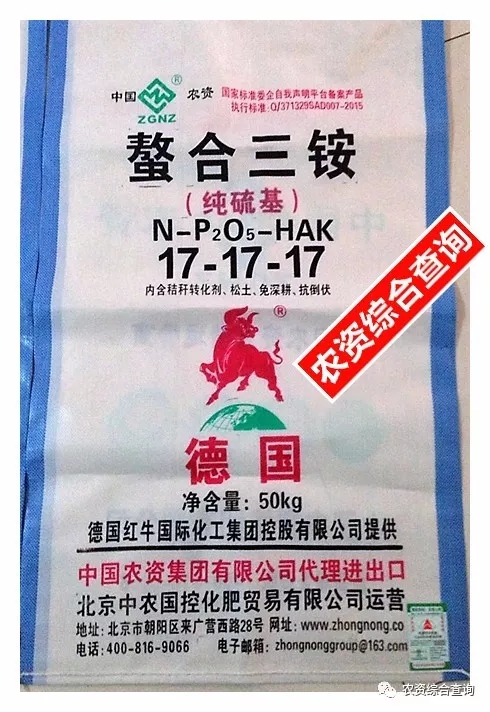 中国 ZGNZ ® 农资
国家标准委企自我声明平台备案产品
执行标准:Q/371329SAD007-2015
螯合三铵
(纯硫基)
N-P₂O₅-HAK
17-17-17
内含秸秆转化剂、松土、免深耕、抗倒伏
®
农资综合查询
德国
净含量: 50kg
德国红牛国际化工集团控股有限公司提供
中国农资集团有限公司代理进出口
北京中农国控化肥贸易有限公司运营
地址: 北京市朝阳区来广营西路28号 网址: www.zhongnong.co
电话: 400-816-9066 电子邮箱: zhongnonggroup@163.com
农资综合查询